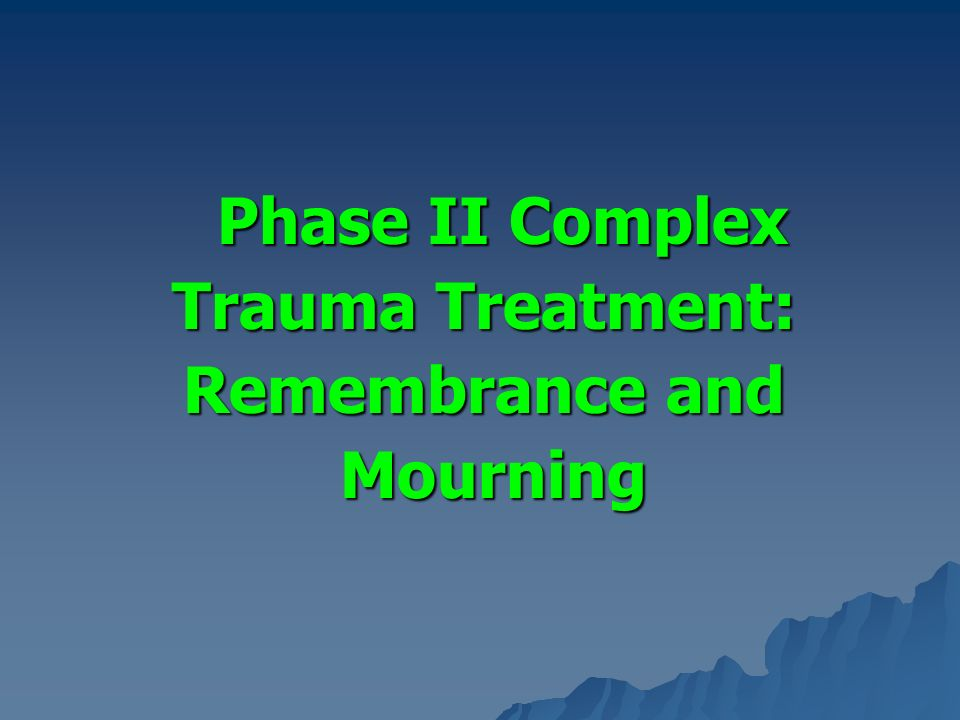 Phase II Complex
Trauma Treatment:
Remembrance and
Mourning